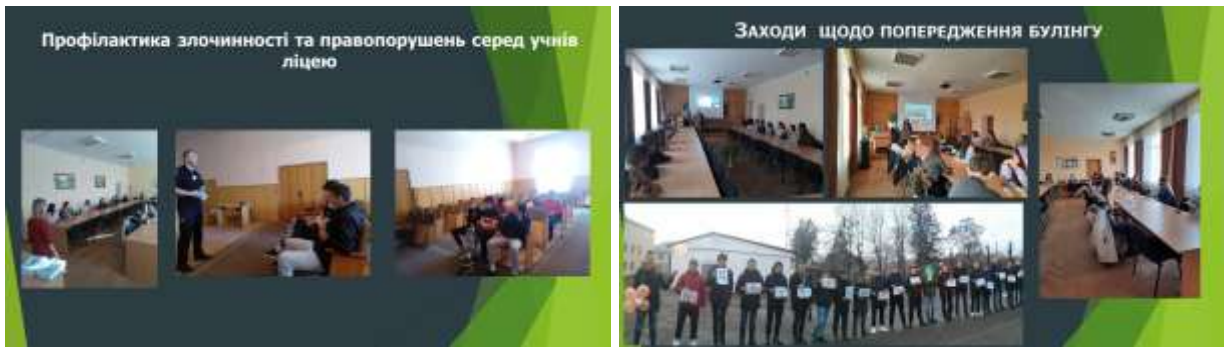 Профілактика злочинності та правопорушень серед учнів
ліцею
Заходи щодо попередження булінгу